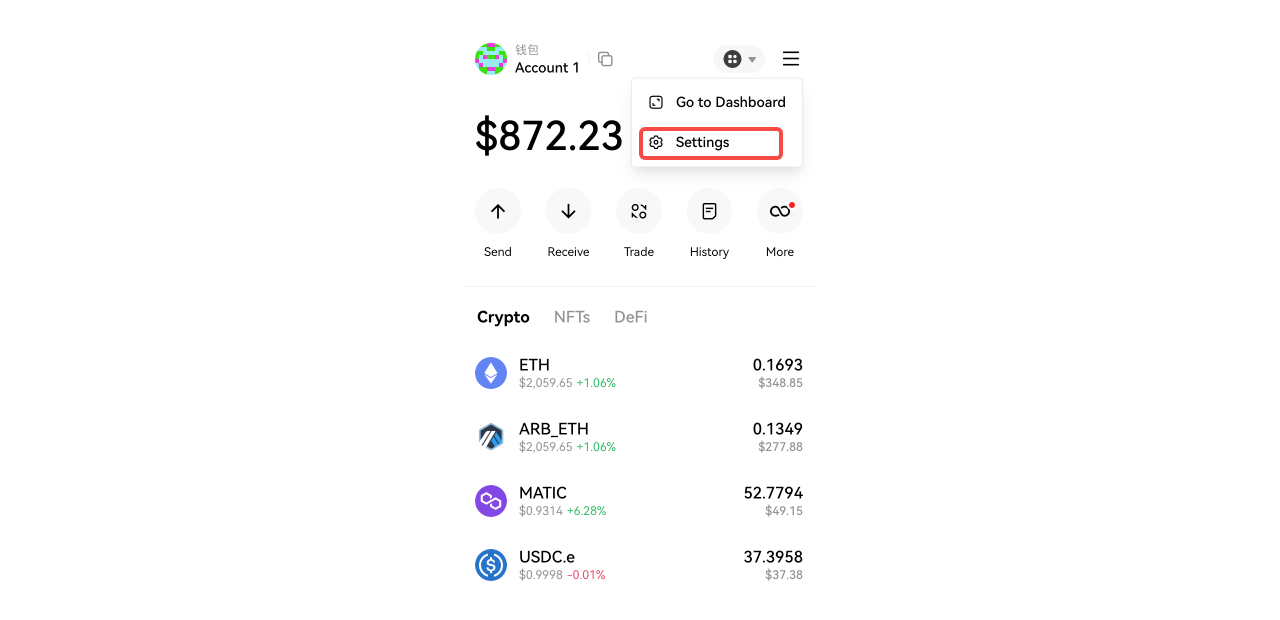 钱包
Account 1
Go to Dashboard
$872.23
Settings
Send
Receive
Trade
History
More
Crypto
NFTs
DeFi
ETH
0.1693
$2,059.65 +1.06%
$348.85
ARB_ETH
0.1349
$2,059.65 +1.06%
$277.88
MATIC
52.7794
$0.9314 +6.28%
$49.15
USDC.e
37.3958
$0.9998 -0.01%
$37.38